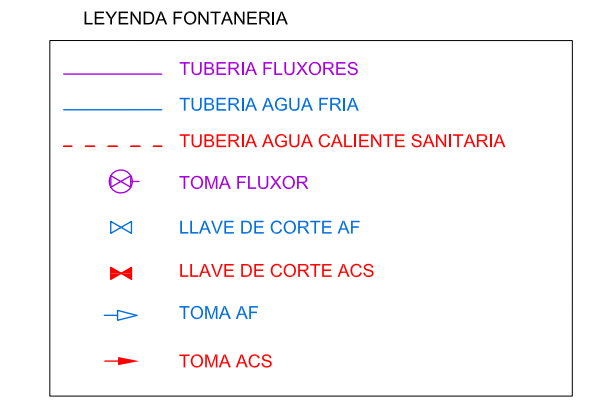 LEYENDA FONTANERIA
TUBERIA FLUXORES
TUBERIA AGUA FRIA
TUBERIA AGUA CALIENTE SANITARIA
TOMA FLUXOR
LLAVE DE CORTE AF
LLAVE DE CORTE ACS
TOMA AF
TOMA ACS